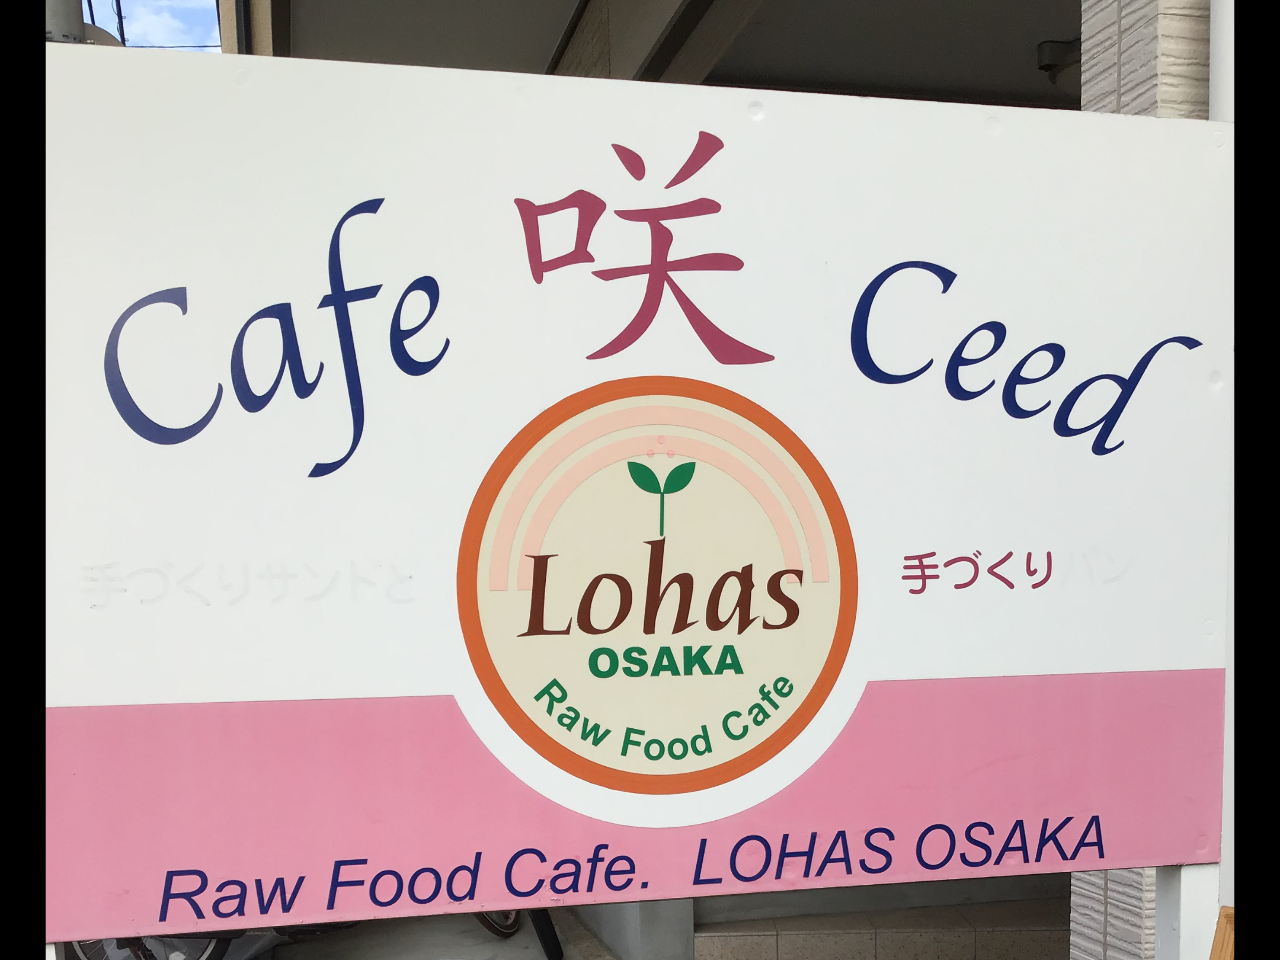 Cafe 咲 Ceed
手づくりサンドと
手づくりパン
Lohas
OSAKA
Raw Food Cafe
Raw Food Cafe. LOHAS OSAKA